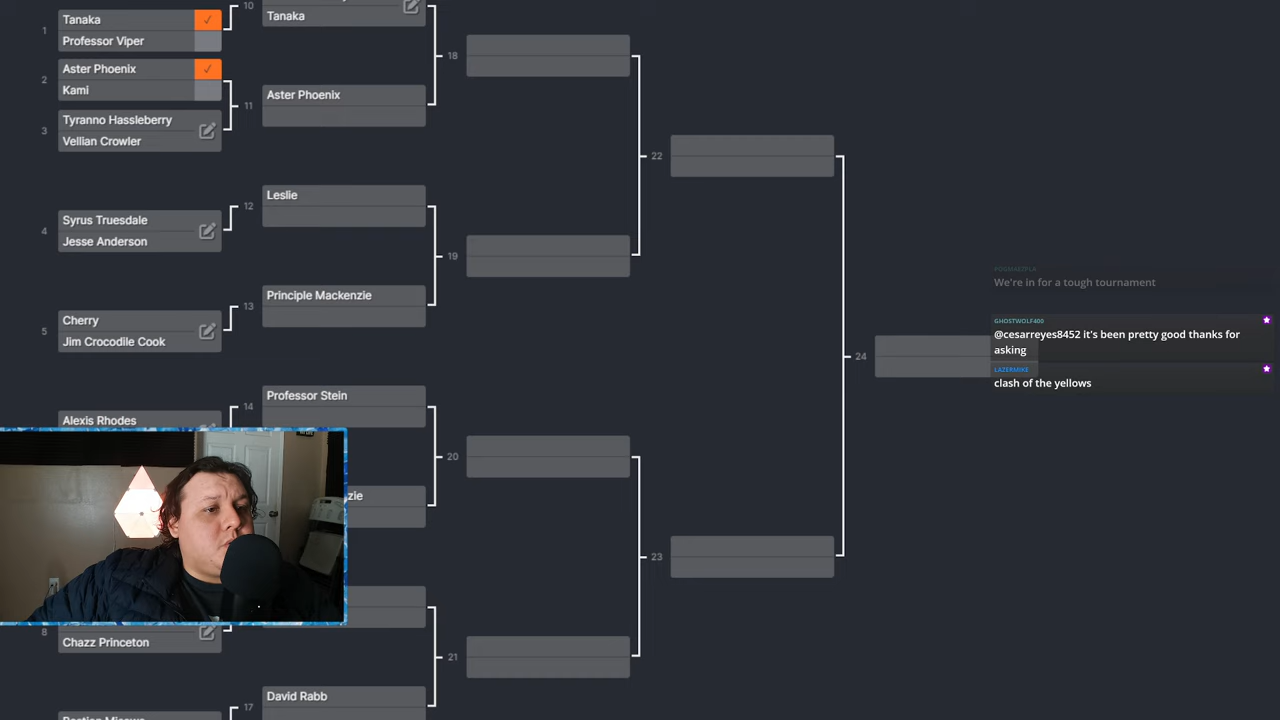 1
Tanaka
Professor Viper
2
Aster Phoenix
Kami
3
Tyranno Hassleberry
Vellian Crowler
4
Syrus Truesdale
Jesse Anderson
5
Cherry
Jim Crocodile Cook
Alexis Rhodes
8
Chazz Princeton
10
Tanaka
11
Aster Phoenix
12
Leslie
13
Principle Mackenzie
14
Professor Stein
zie
17
David Rabb
18
19
20
21
22
23
24
We're in for a tough tournament
GHOSTWOLF400
@cesarreyes8452 it's been pretty good thanks for
asking
LAZERMIKE
clash of the yellows